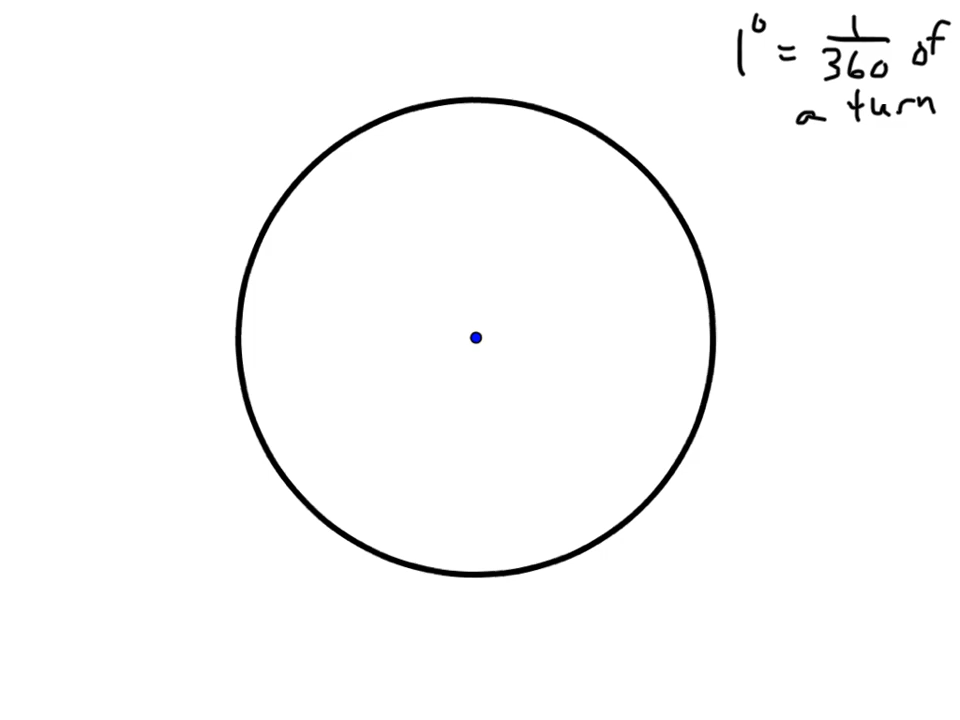 1° = 1/360 of
a turn